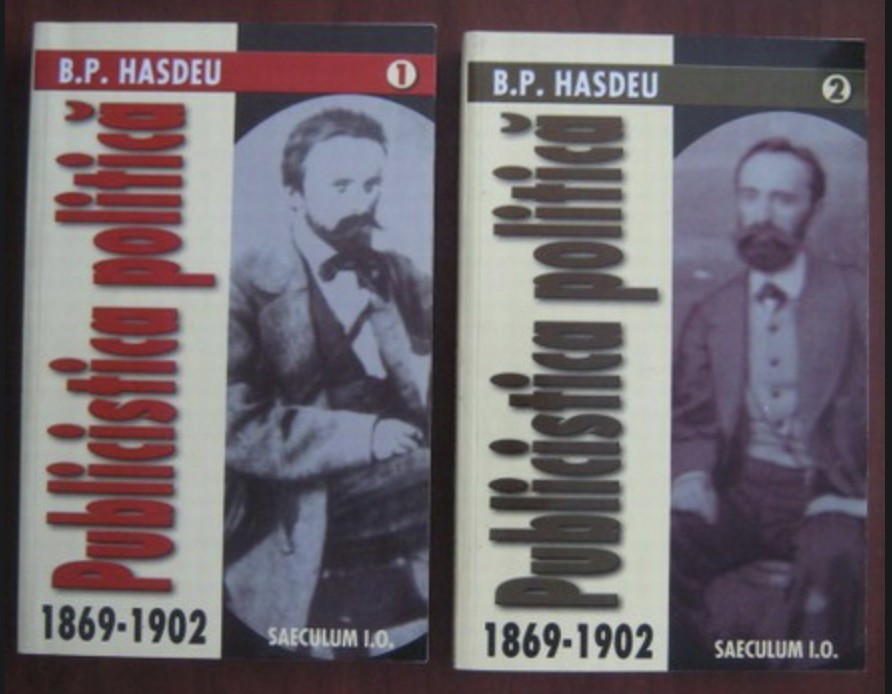 B.P. HASDEU
1
Publicistica politică
1869-1902
SAECULUM I.O.
B.P. HASDEU
2
Publicistica politică
1869-1902
SAECULUM I.O.